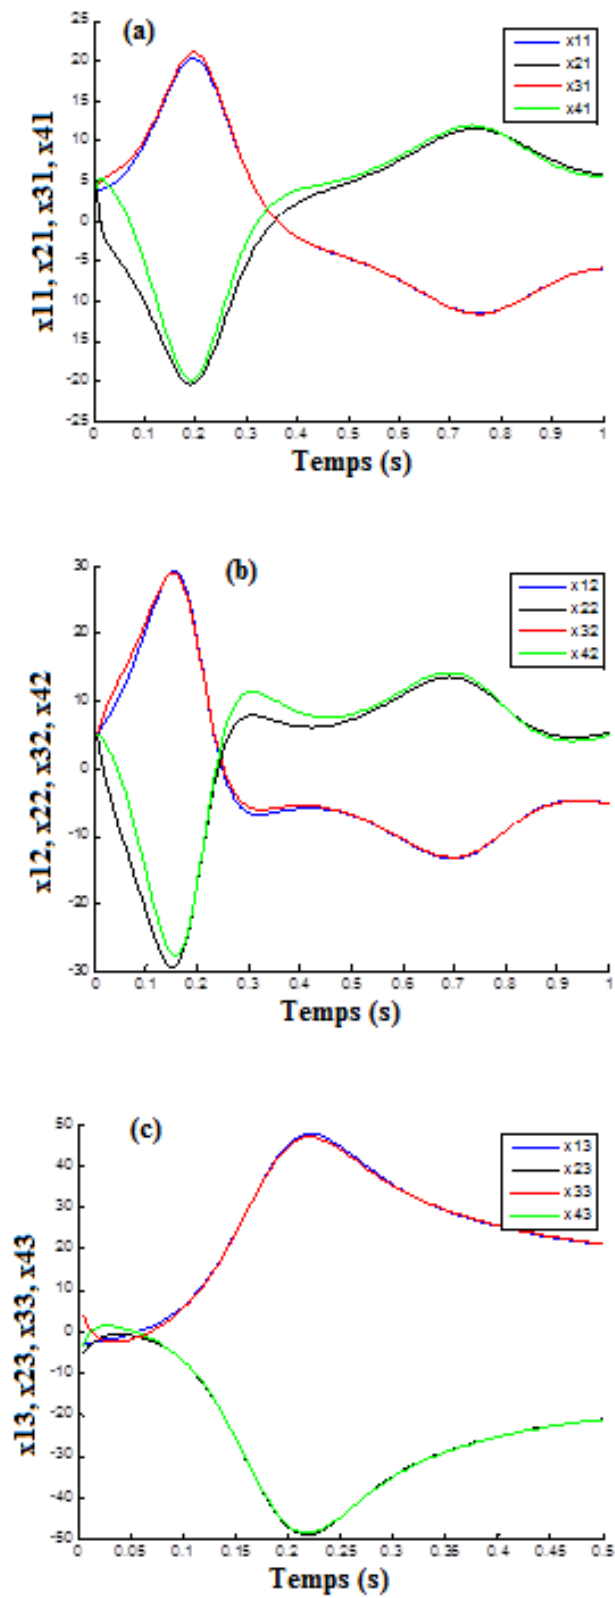 (a)
x11
x21
x31
x41
25
20
15
10
5
0
-5
-10
15
-20
-25
x11, x21, x31, x41
0 0.1 0.2 0.3 0.4 0.5 0.6 0.7 0.8 0.9 1
Temps (s)
(b)
x12
x22
x32
x42
30
20
10
0
-10
-20
-30
x12, x22, x32, x42
0 0.1 0.2 0.3 0.4 0.5 0.6 0.7 0.8 0.9 1
Temps (s)
(c)
x13
x23
x33
x43
50
40
30
20
10
0
-10
-20
-30
-40
-50
x13, x23, x33, x43
0 0.05 0.1 0.15 0.2 0.25 0.3 0.35 0.4 0.45 0.5
Temps (s)